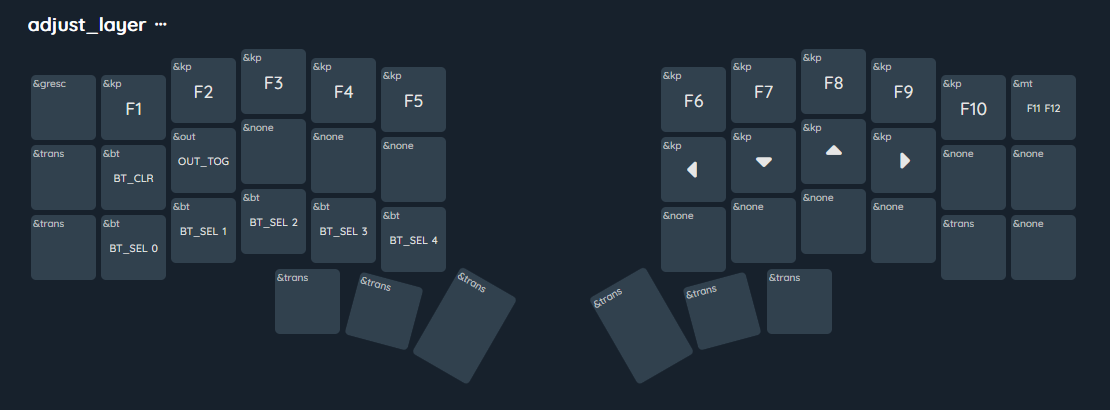 adjust_layer ···
&gresc &kp F1 &kp F2 &kp F3 &kp F4 &kp F5 &kp F6 &kp F7 &kp F8 &kp F9 &kp F10 &mt F11 F12
&trans &bt BT_CLR &out OUT_TOG &none &none &none &kp &kp &kp &kp &none &none
&trans &bt BT_SEL 0 &bt BT_SEL 1 &bt BT_SEL 2 &bt BT_SEL 3 &bt BT_SEL 4 &none &none &none &none &trans &none
&trans &trans &trans &trans &trans &trans